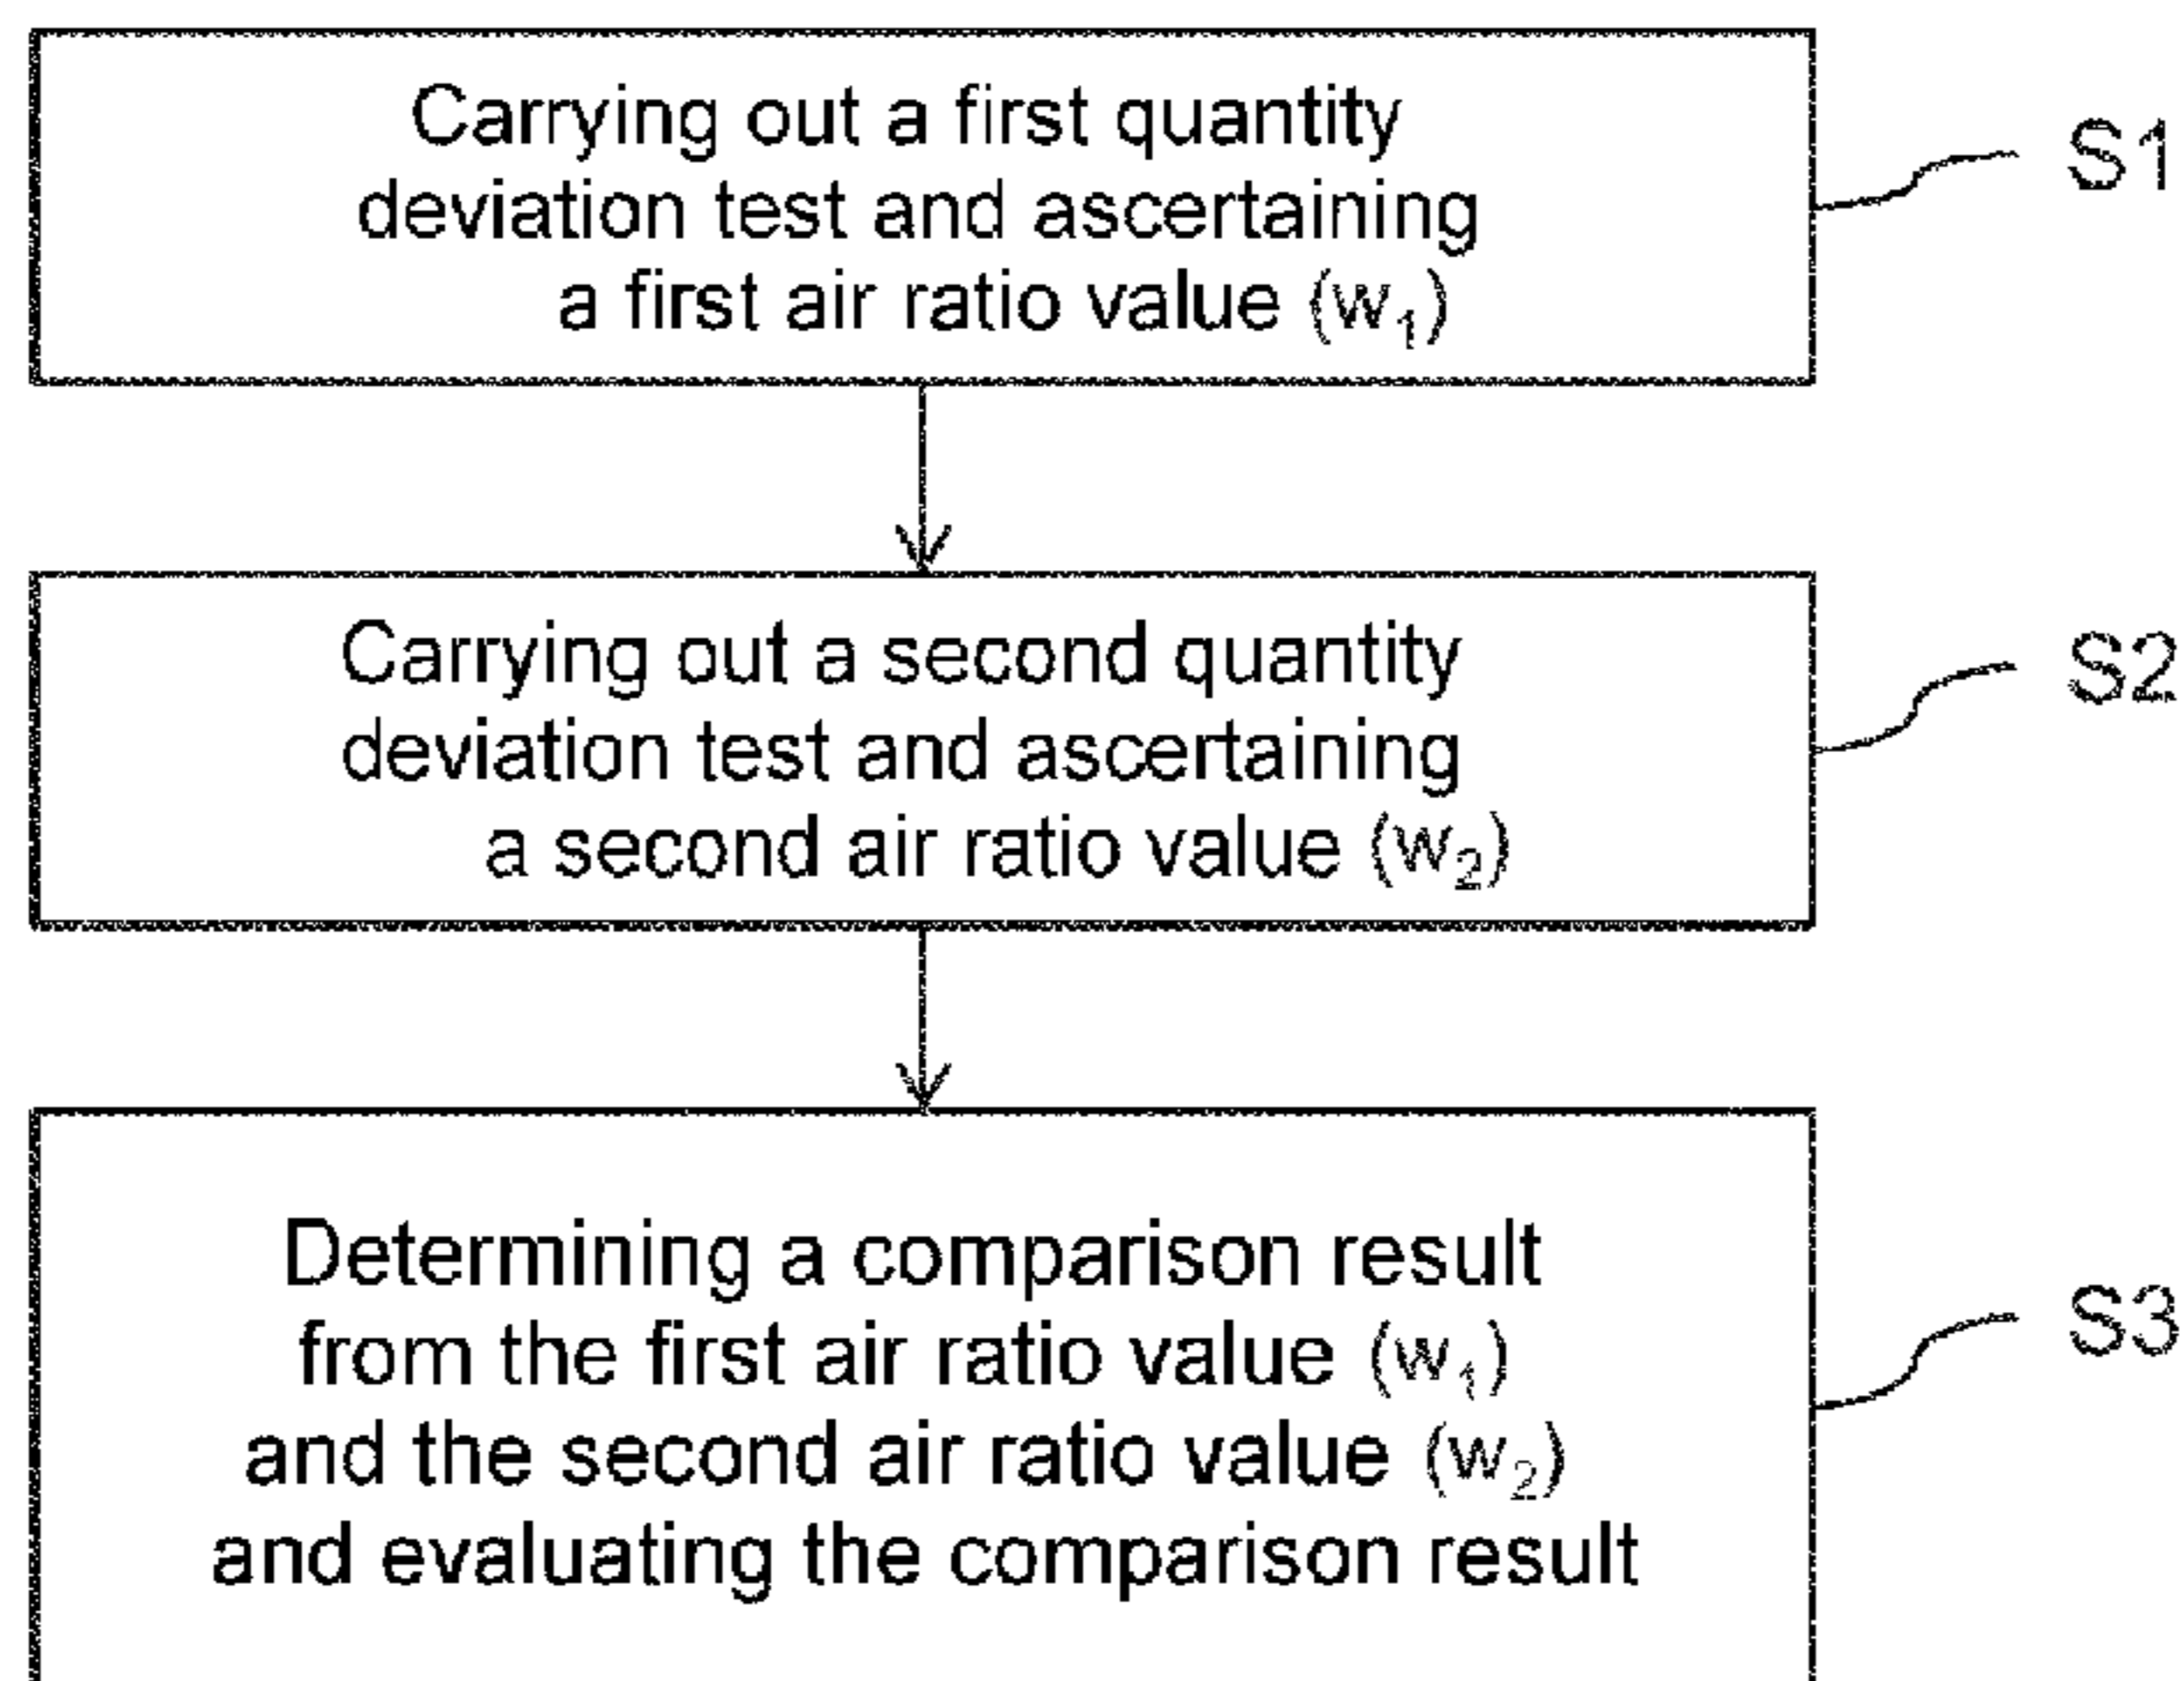 Carrying out a first quantity
deviation test and ascertaining
a first air ratio value (w₁)
S1
Carrying out a second quantity
deviation test and ascertaining
a second air ratio value (w₂)
S2
Determining a comparison result
from the first air ratio value (w₁)
and the second air ratio value (w₂)
and evaluating the comparison result
S3